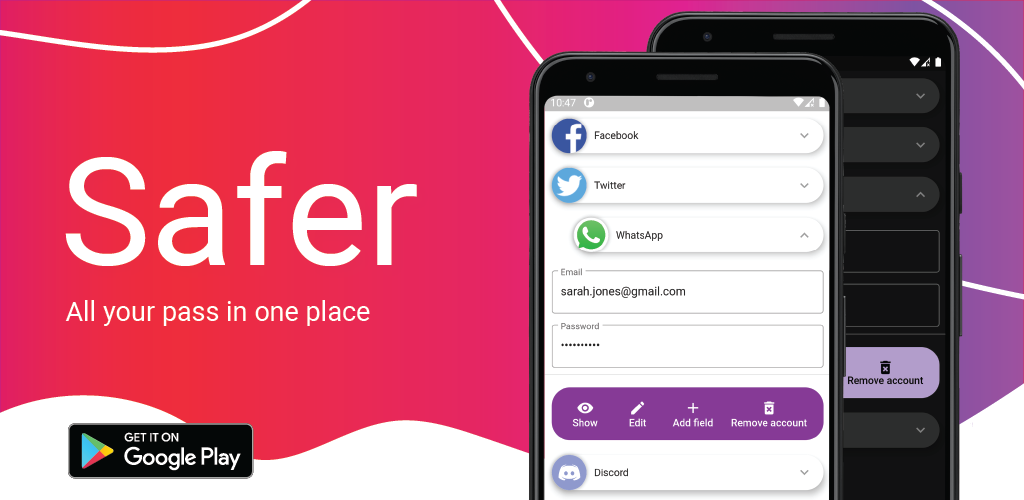 Safer
All your pass in one place
GET IT ON
Google Play
10:47
Facebook
Twitter
WhatsApp
Email
sarah.jones@gmail.com
Password
••••••••••
Show Edit Add field Remove account
Discord
Remove account